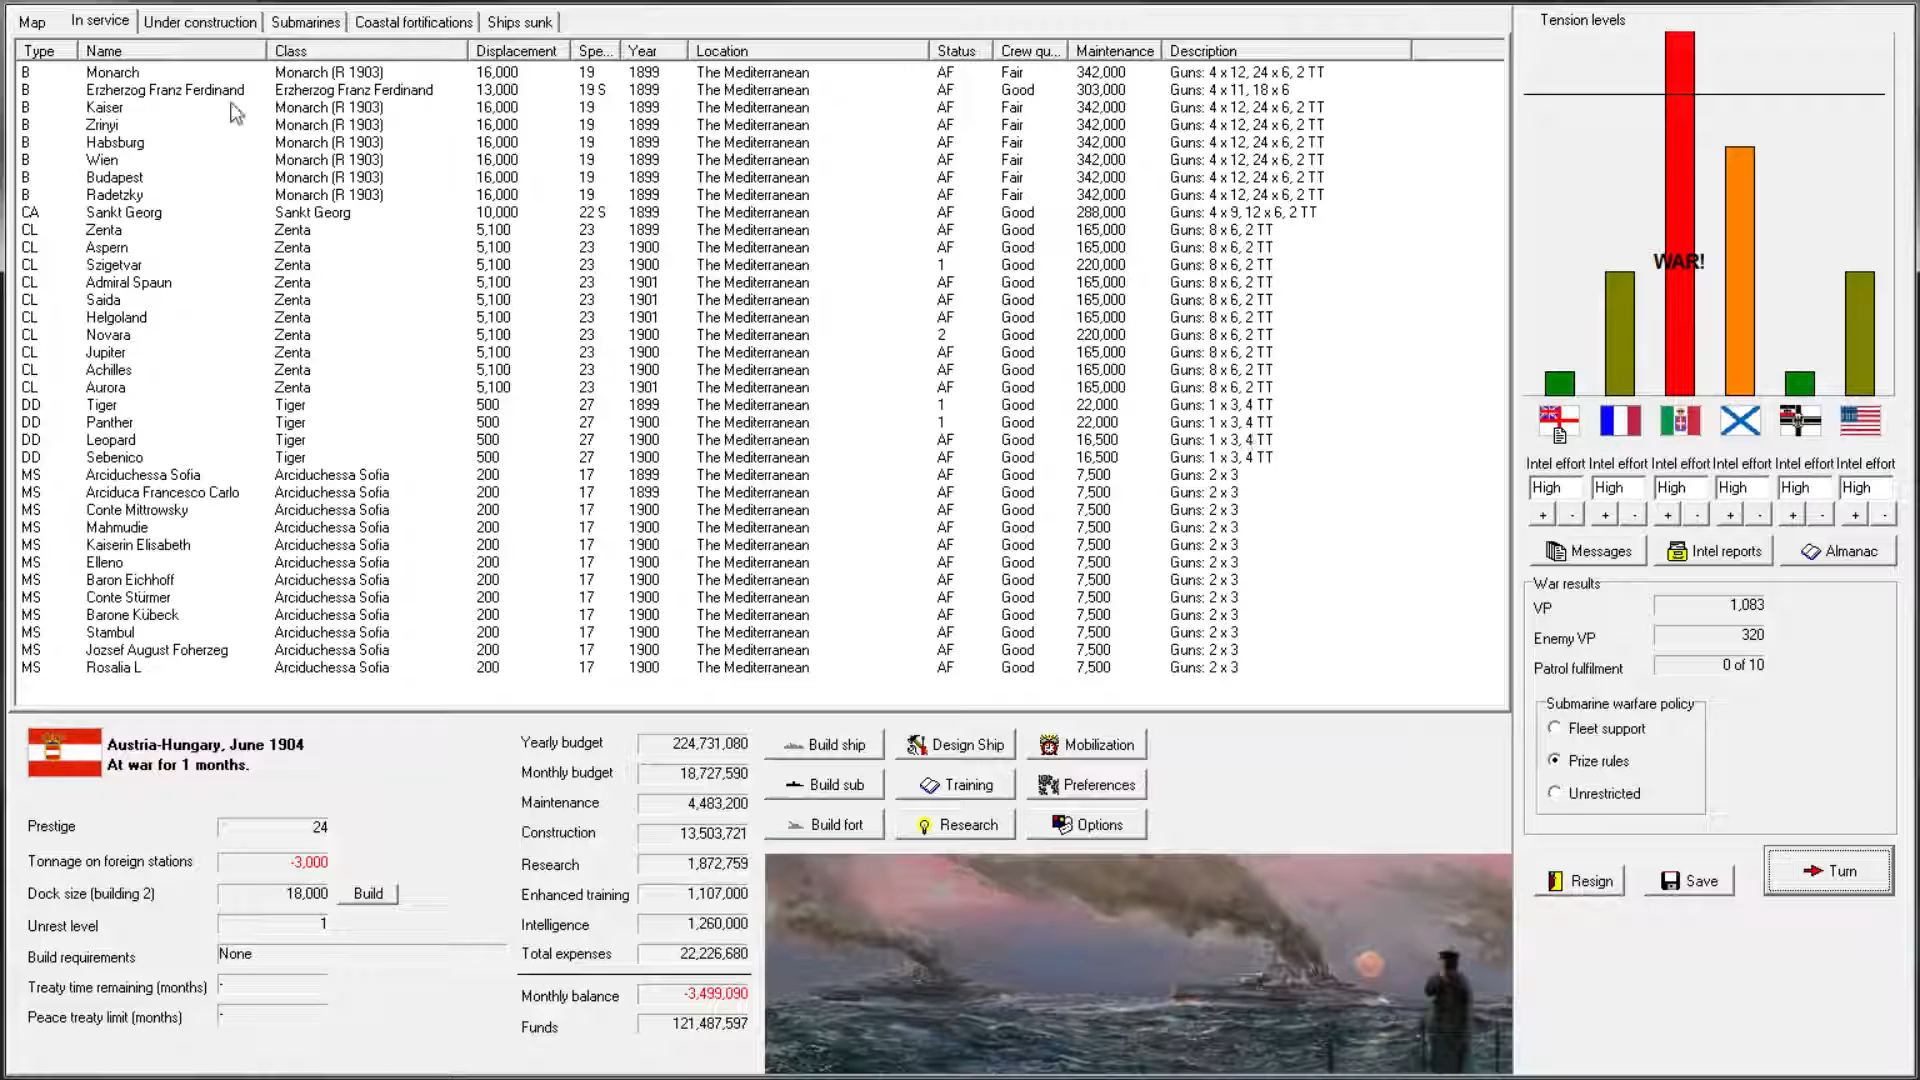 Map In service Under construction Submarines Coastal fortifications Ships sunk
Type Name Class Displacement Spe... Year Location Status Crew qu... Maintenance Description
B Monarch Monarch (R 1903) 16,000 19 1899 The Mediterranean AF Fair 342,000 Guns: 4 x 12, 24 x 6, 2 TT
B Erzherzog Franz Ferdinand Erzherzog Franz Ferdinand 13,000 19 S 1899 The Mediterranean AF Good 303,000 Guns: 4 x 11, 18 x 6
B Kaiser Monarch (R 1903) 16,000 19 1899 The Mediterranean AF Fair 342,000 Guns: 4 x 12, 24 x 6, 2 TT
B Zrinyi Monarch (R 1903) 16,000 19 1899 The Mediterranean AF Fair 342,000 Guns: 4 x 12, 24 x 6, 2 TT
B Habsburg Monarch (R 1903) 16,000 19 1899 The Mediterranean AF Fair 342,000 Guns: 4 x 12, 24 x 6, 2 TT
B Wien Monarch (R 1903) 16,000 19 1899 The Mediterranean AF Fair 342,000 Guns: 4 x 12, 24 x 6, 2 TT
B Budapest Monarch (R 1903) 16,000 19 1899 The Mediterranean AF Fair 342,000 Guns: 4 x 12, 24 x 6, 2 TT
B Radetzky Monarch (R 1903) 16,000 19 1899 The Mediterranean AF Fair 342,000 Guns: 4 x 12, 24 x 6, 2 TT
CA Sankt Georg Sankt Georg 10,000 22 S 1899 The Mediterranean AF Good 288,000 Guns: 4 x 9, 12 x 6, 2 TT
CL Zenta Zenta 5,100 23 1899 The Mediterranean AF Good 165,000 Guns: 8 x 6, 2 TT
CL Aspern Zenta 5,100 23 1900 The Mediterranean AF Good 165,000 Guns: 8 x 6, 2 TT
CL Szigetvar Zenta 5,100 23 1900 The Mediterranean 1 Good 220,000 Guns: 8 x 6, 2 TT
CL Admiral Spaun Zenta 5,100 23 1901 The Mediterranean AF Good 165,000 Guns: 8 x 6, 2 TT
CL Saida Zenta 5,100 23 1901 The Mediterranean AF Good 165,000 Guns: 8 x 6, 2 TT
CL Helgoland Zenta 5,100 23 1901 The Mediterranean AF Good 165,000 Guns: 8 x 6, 2 TT
CL Novara Zenta 5,100 23 1900 The Mediterranean 2 Good 220,000 Guns: 8 x 6, 2 TT
CL Jupiter Zenta 5,100 23 1900 The Mediterranean AF Good 165,000 Guns: 8 x 6, 2 TT
CL Achilles Zenta 5,100 23 1900 The Mediterranean AF Good 165,000 Guns: 8 x 6, 2 TT
CL Aurora Zenta 5,100 23 1901 The Mediterranean AF Good 165,000 Guns: 8 x 6, 2 TT
DD Tiger Tiger 500 27 1899 The Mediterranean 1 Good 22,000 Guns: 1 x 3, 4 TT
DD Panther Tiger 500 27 1900 The Mediterranean 1 Good 22,000 Guns: 1 x 3, 4 TT
DD Leopard Tiger 500 27 1900 The Mediterranean AF Good 16,500 Guns: 1 x 3, 4 TT
DD Sebenico Tiger 500 27 1900 The Mediterranean AF Good 16,500 Guns: 1 x 3, 4 TT
MS Arciduchessa Sofia Arciduchessa Sofia 200 17 1899 The Mediterranean AF Good 7,500 Guns: 2 x 3
MS Arciduca Francesco Carlo Arciduchessa Sofia 200 17 1899 The Mediterranean AF Good 7,500 Guns: 2 x 3
MS Conte Mittrowsky Arciduchessa Sofia 200 17 1900 The Mediterranean AF Good 7,500 Guns: 2 x 3
MS Mahmudie Arciduchessa Sofia 200 17 1900 The Mediterranean AF Good 7,500 Guns: 2 x 3
MS Kaiserin Elisabeth Arciduchessa Sofia 200 17 1900 The Mediterranean AF Good 7,500 Guns: 2 x 3
MS Elleno Arciduchessa Sofia 200 17 1900 The Mediterranean AF Good 7,500 Guns: 2 x 3
MS Baron Eichhoff Arciduchessa Sofia 200 17 1900 The Mediterranean AF Good 7,500 Guns: 2 x 3
MS Conte Stürmer Arciduchessa Sofia 200 17 1900 The Mediterranean AF Good 7,500 Guns: 2 x 3
MS Barone Kübeck Arciduchessa Sofia 200 17 1900 The Mediterranean AF Good 7,500 Guns: 2 x 3
MS Stambul Arciduchessa Sofia 200 17 1900 The Mediterranean AF Good 7,500 Guns: 2 x 3
MS Jozsef August Foherzeg Arciduchessa Sofia 200 17 1900 The Mediterranean AF Good 7,500 Guns: 2 x 3
MS Rosalia L Arciduchessa Sofia 200 17 1900 The Mediterranean AF Good 7,500 Guns: 2 x 3
Austria-Hungary, June 1904
At war for 1 months.
Prestige 24
Tonnage on foreign stations -3,000
Dock size (building 2) 18,000 Build
Unrest level 1
Build requirements None
Treaty time remaining (months) -
Peace treaty limit (months) -
Yearly budget 224,731,080
Monthly budget 18,727,590
Maintenance 4,483,200
Construction 13,503,721
Research 1,872,759
Enhanced training 1,107,000
Intelligence 1,260,000
Total expenses 22,226,680
Monthly balance -3,499,090
Funds 121,487,597
Build ship Design Ship Mobilization
Build sub Training Preferences
Build fort Research Options
Tension levels
WAR!
Intel effort Intel effort Intel effort Intel effort Intel effort Intel effort
High High High High High High
+ - + - + - + - + - + -
Messages Intel reports Almanac
War results
VP 1,083
Enemy VP 320
Patrol fulfilment 0 of 10
Submarine warfare policy
Fleet support
Prize rules
Unrestricted
Resign Save Turn